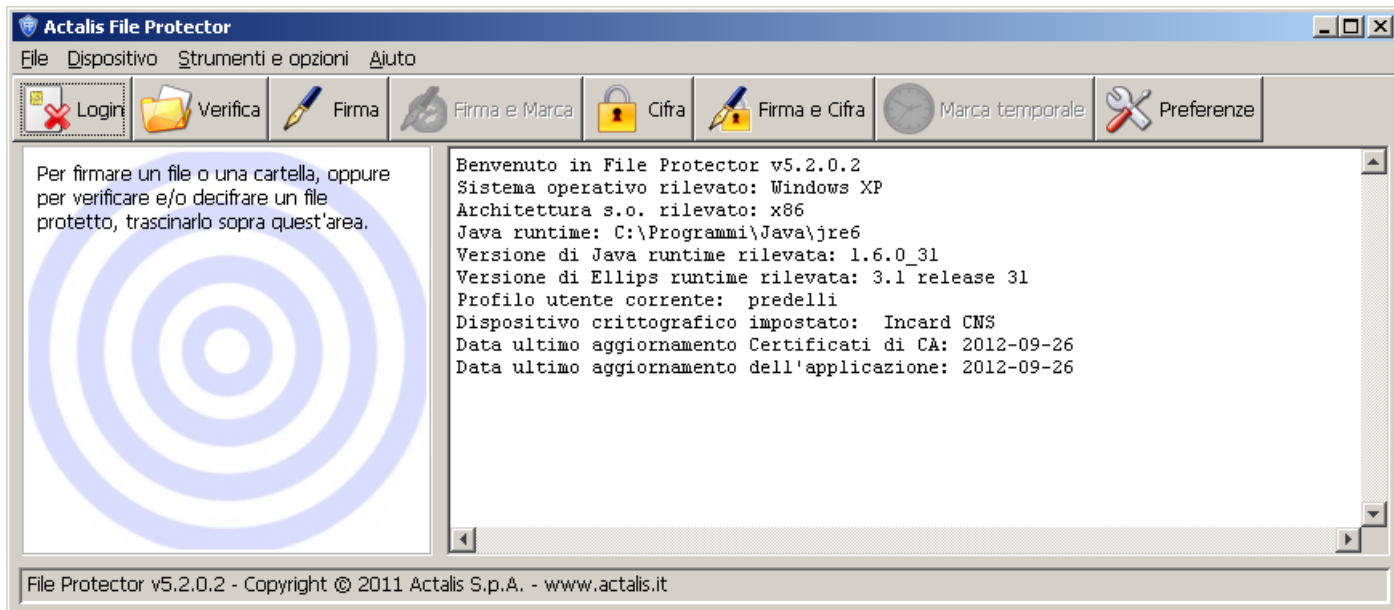 Actalis File Protector
File Dispositivo Strumenti e opzioni Aiuto
Login Verifica Firma Firma e Marca Cifra Firma e Cifra Marca temporale Preferenze
Per firmare un file o una cartella, oppure
per verificare e/o decifrare un file
protetto, trascinarlo sopra quest'area.
Benvenuto in File Protector v5.2.0.2
Sistema operativo rilevato: Windows XP
Architettura s.o. rilevato: x86
Java runtime: C:\Programmi\Java\jre6
Versione di Java runtime rilevata: 1.6.0_31
Versione di Ellips runtime rilevata: 3.1 release 31
Profilo utente corrente:  predelli
Dispositivo crittografico impostato:  Incard CNS
Data ultimo aggiornamento Certificati di CA: 2012-09-26
Data ultimo aggiornamento dell'applicazione: 2012-09-26
File Protector v5.2.0.2 - Copyright © 2011 Actalis S.p.A. - www.actalis.it